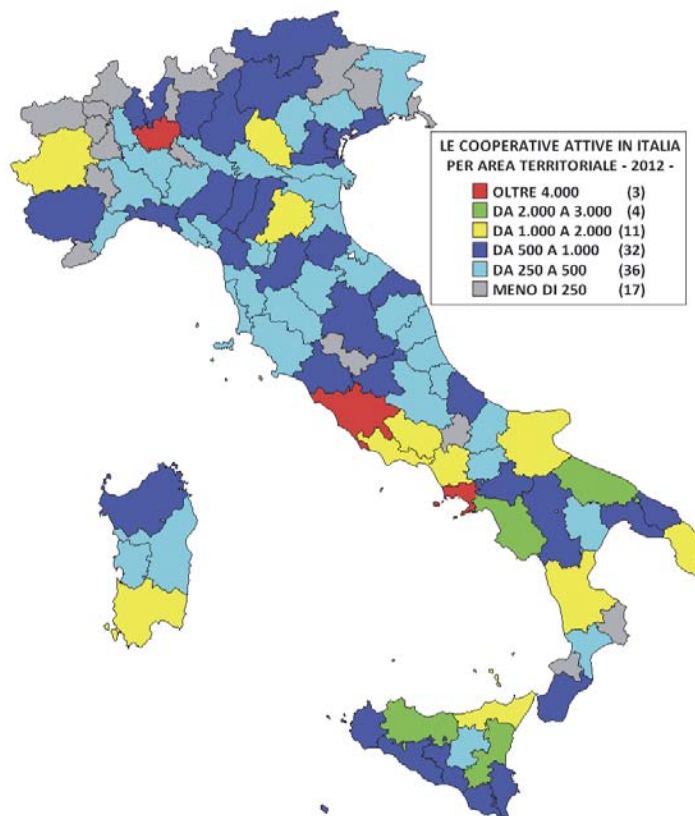 LE COOPERATIVE ATTIVE IN ITALIA
PER AREA TERRITORIALE - 2012 -
OLTRE 4.000 (3)
DA 2.000 A 3.000 (4)
DA 1.000 A 2.000 (11)
DA 500 A 1.000 (32)
DA 250 A 500 (36)
MENO DI 250 (17)